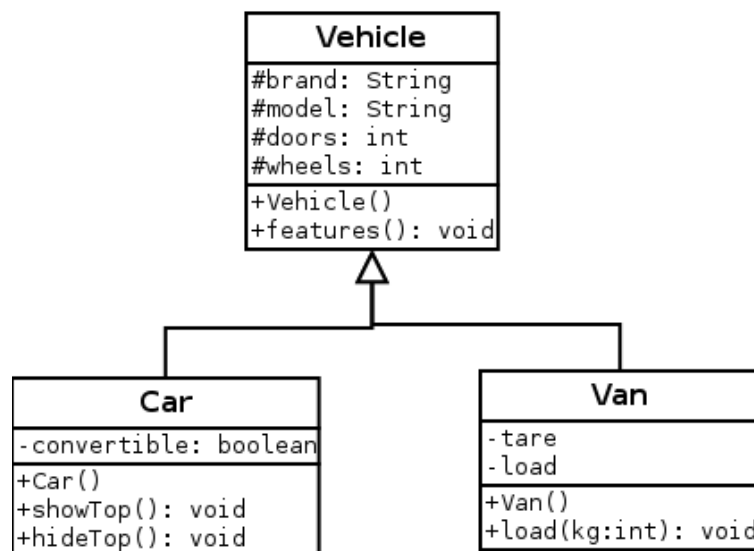 Vehicle
#brand: String
#model: String
#doors: int
#wheels: int
+Vehicle()
+features(): void
Car
-convertible: boolean
+Car()
+showTop(): void
+hideTop(): void
Van
-tare
-load
+Van()
+load(kg:int): void